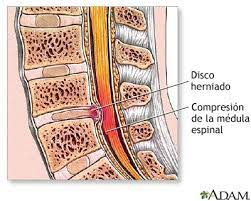 Disco
herniado
Compresión
de la médula
espinal
ADAM.